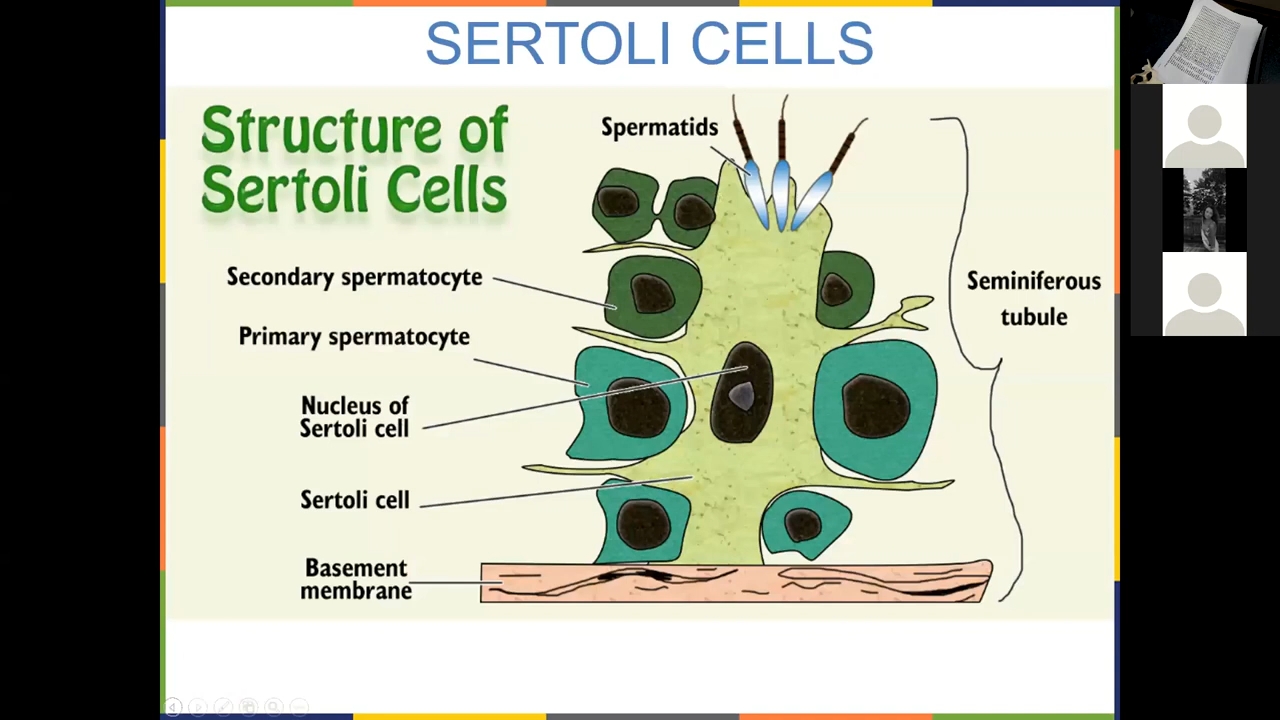 SERTOLI CELLS
Structure of
Sertoli Cells
Spermatids
Secondary spermatocyte
Primary spermatocyte
Nucleus of
Sertoli cell
Sertoli cell
Basement
membrane
Seminiferous
tubule